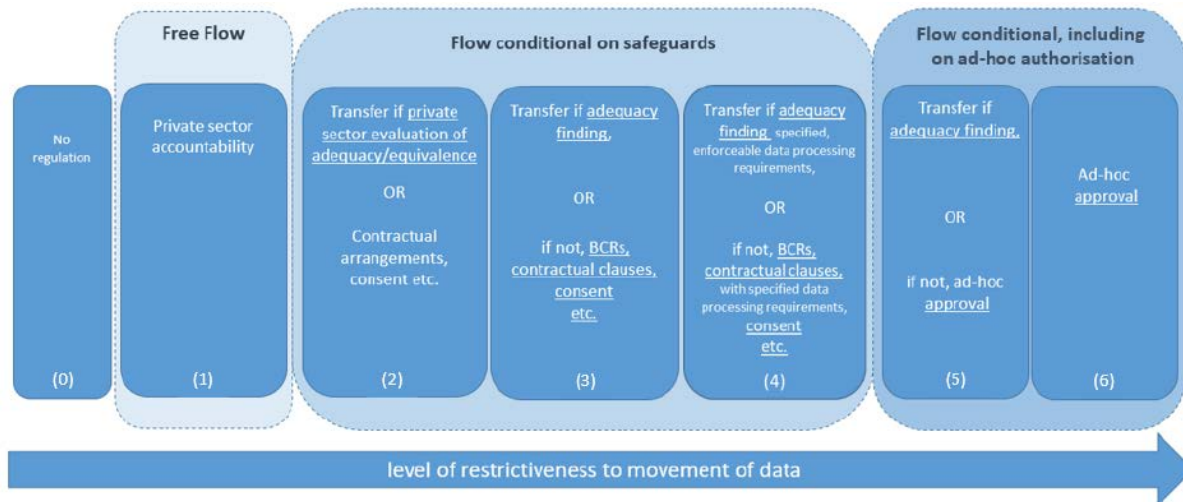 Free Flow
Flow conditional on safeguards
Flow conditional, including
on ad-hoc authorisation
No
regulation
(0)
Private sector
accountability
(1)
Transfer if private
sector evaluation of
adequacy/equivalence
OR
Contractual
arrangements,
consent etc.
(2)
Transfer if adequacy
finding,
OR
if not, BCRs,
contractual clauses,
consent
etc.
(3)
Transfer if adequacy
finding specified,
enforceable data processing
requirements,
OR
if not, BCRs,
contractual clauses,
with specified data
processing requirements,
consent
etc.
(4)
Transfer if
adequacy finding,
OR
if not, ad-hoc
approval
(5)
Ad-hoc
approval
(6)
level of restrictiveness to movement of data